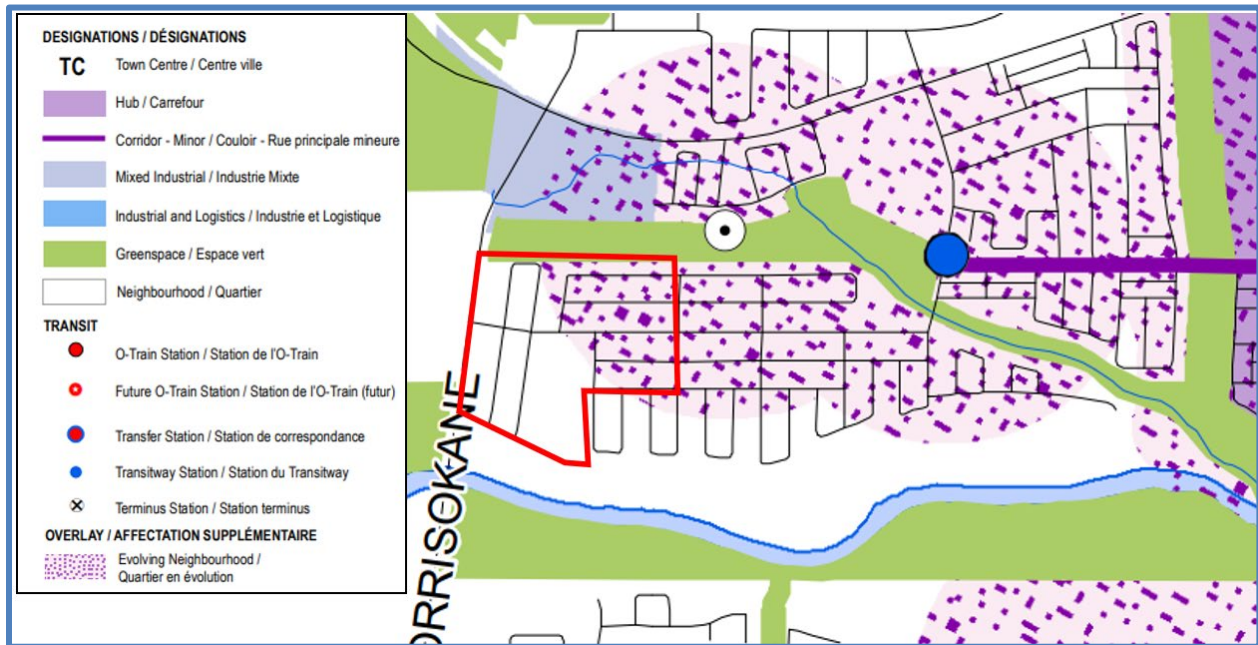 DESIGNATIONS / DÉSIGNATIONS
TC Town Centre / Centre ville
Hub / Carrefour
Corridor - Minor / Couloir - Rue principale mineure
Mixed Industrial / Industrie Mixte
Industrial and Logistics / Industrie et Logistique
Greenspace / Espace vert
Neighbourhood / Quartier
TRANSIT
O-Train Station / Station de l'O-Train
Future O-Train Station / Station de l'O-Train (futur)
Transfer Station / Station de correspondance
Transitway Station / Station du Transitway
Terminus Station / Station terminus
OVERLAY / AFFECTATION SUPPLÉMENTAIRE
Evolving Neighbourhood /
Quartier en évolution
ORRISOKANE